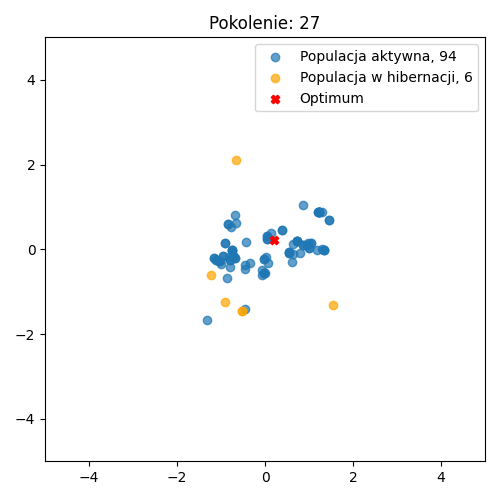 Pokolenie: 27
Populacja aktywna, 94
Populacja w hibernacji, 6
Optimum
4
2
0
−2
−4
−4 −2 0 2 4